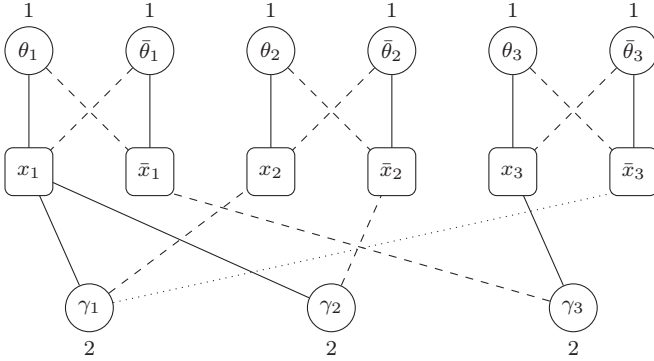 1 1 1 1 1 1
θ₁ θ̄₁ θ₂ θ̄₂ θ₃ θ̄₃
x₁ x̄₁ x₂ x̄₂ x₃ x̄₃
γ₁ γ₂ γ₃
2 2 2